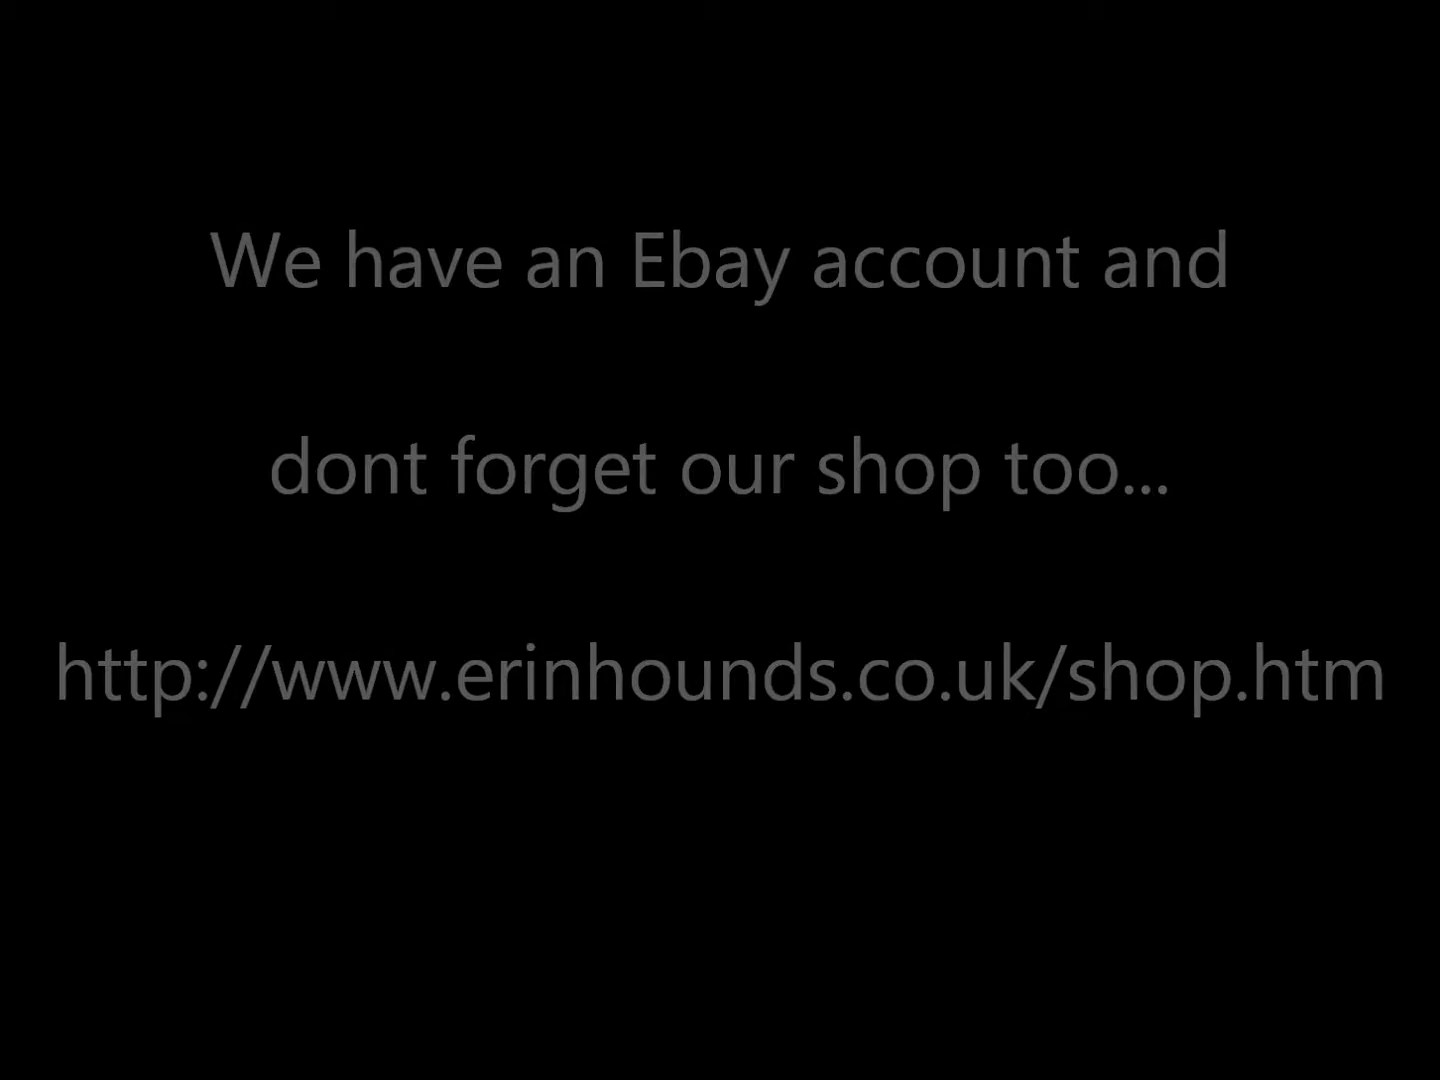 We have an Ebay account and
dont forget our shop too...
http://www.erinhounds.co.uk/shop.htm